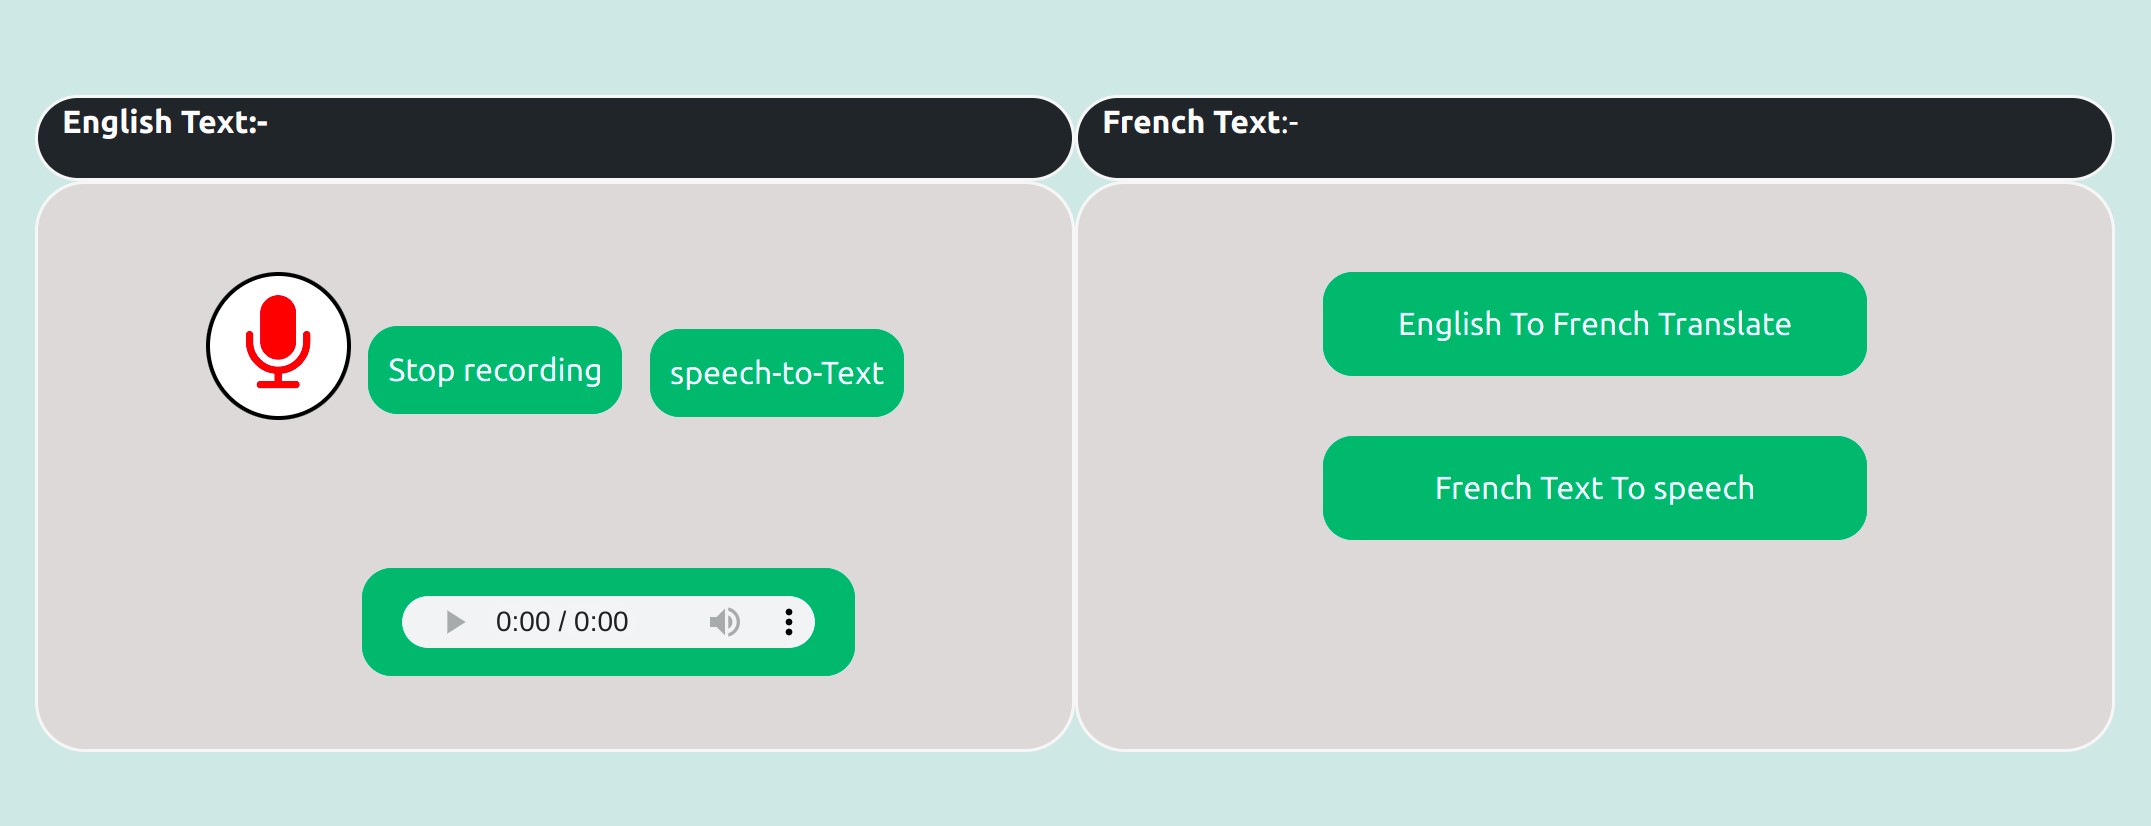 English Text:-
French Text:-
Stop recording
speech-to-Text
0:00 / 0:00
English To French Translate
French Text To speech